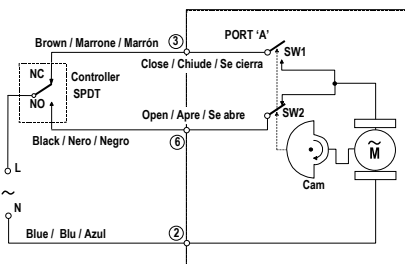 Brown / Marrone / Marrón
3
PORT 'A'
SW1
Close / Chiude / Se cierra
NC
Controller
SPDT
NO
Open / Apre / Se abre
SW2
Black / Nero / Negro
6
L
~
M
Cam
~
N
Blue / Blu / Azul
2